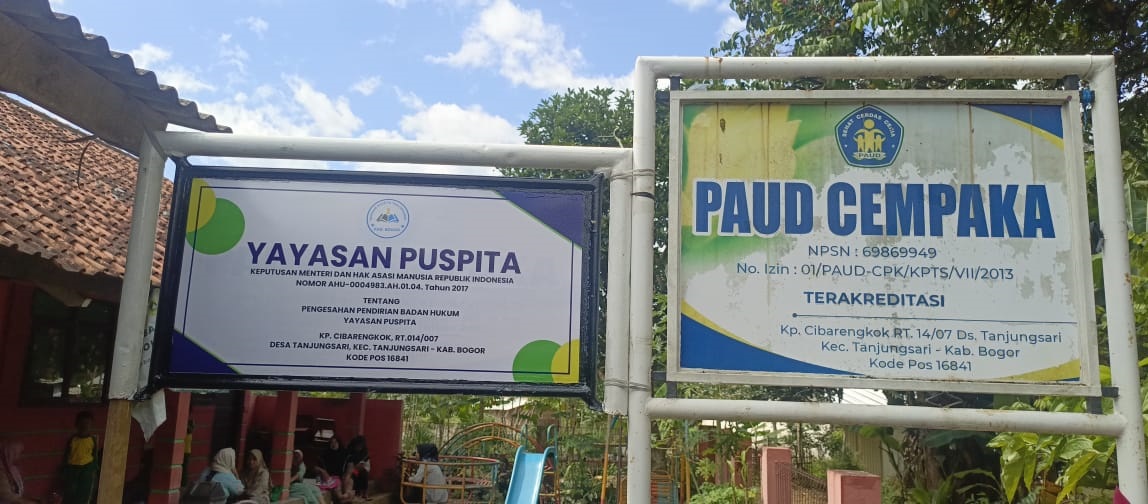 YAYASAN PUSPITA
KEPUTUSAN MENTERI DAN HAK ASASI MANUSIA REPUBLIK INDONESIA
NOMOR AHU-0004983.AH.01.04. Tahun 2017
TENTANG
PENGESAHAN PENDIRIAN BADAN HUKUM
YAYASAN PUSPITA
KP. CIBARENGKOK, RT.014/007
DESA TANJUNGSARI, KEC. TANJUNGSARI - KAB. BOGOR
KODE POS 16841
SEHAT CERDAS CERIA
PAUD
PAUD CEMPAKA
NPSN : 69869949
No. Izin : 01/PAUD-CPK/KPTS/VII/2013
TERAKREDITASI
Kp. Cibarengkok RT. 14/07 Ds. Tanjungsari
Kec. Tanjungsari - Kab. Bogor
Kode Pos 16841